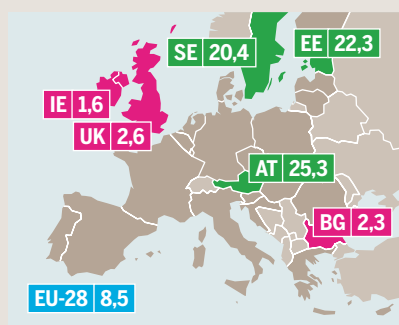 SE 20,4
EE 22,3
IE 1,6
UK 2,6
AT 25,3
BG 2,3
EU-28 8,5